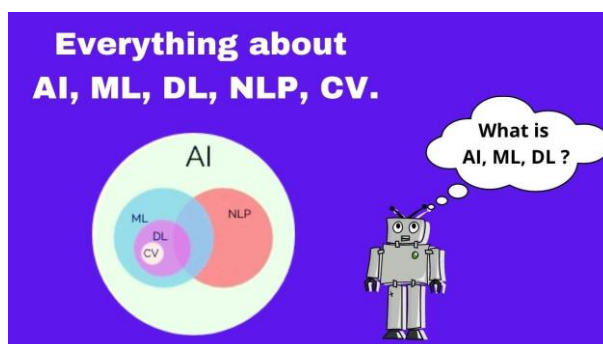 Everything about
AI, ML, DL, NLP, CV.
What is
AI, ML, DL ?
AI
ML
NLP
DL
CV